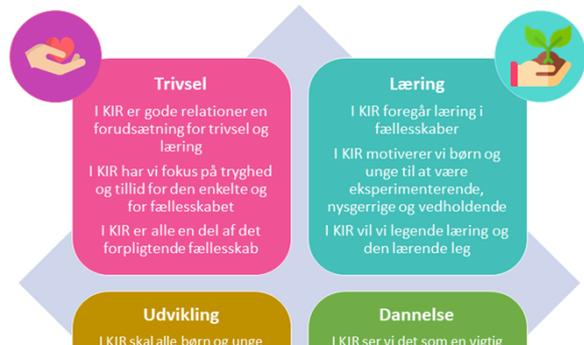 Trivsel
I KIR er gode relationer en
forudsætning for trivsel og
læring
I KIR har vi fokus på tryghed
og tillid for den enkelte og
for fællesskabet
I KIR er alle en del af det
forpligtende fællesskab
Læring
I KIR foregår læring i
fællesskaber
I KIR motiverer vi børn og
unge til at være
eksperimenterende,
nysgerrige og vedholdende
I KIR vil vi legende læring og
den lærende leg
Udvikling
I KIR skal alle børn og unge
Dannelse
I KIR ser vi det som en vigtig